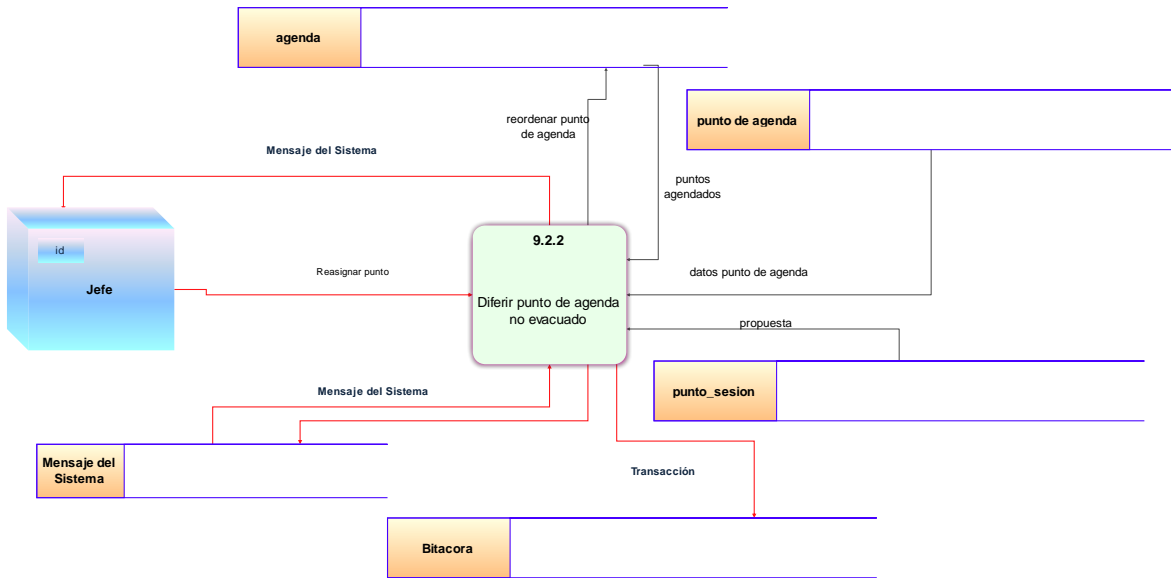 agenda
reordenar punto
de agenda
punto de agenda
Mensaje del Sistema
puntos
agendados
id
Jefe
9.2.2
Reasignar punto
datos punto de agenda
Diferir punto de agenda
no evacuado
propuesta
punto_sesion
Mensaje del Sistema
Mensaje del
Sistema
Transacción
Bitacora